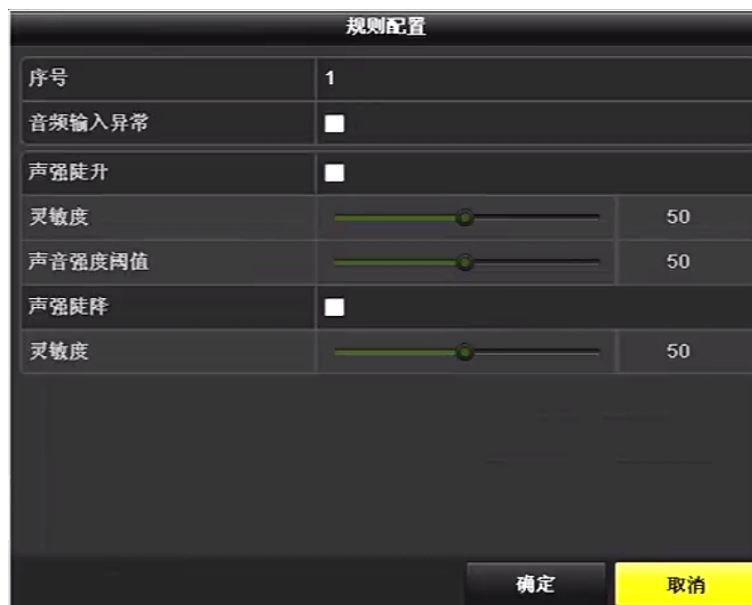 规则配置
序号 1
音频输入异常
声强陡升
灵敏度 50
声音强度阈值 50
声强陡降
灵敏度 50
确定 取消